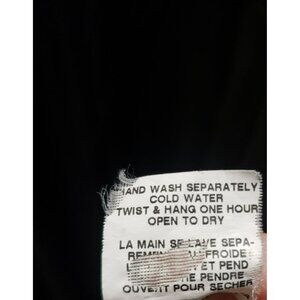 HAND WASH SEPARATELY
COLD WATER
TWIST & HANG ONE HOUR
OPEN TO DRY
LA MAIN SE LAVE SEPA-
ET PEND
PENDRE
OUVERT POUR SECHER